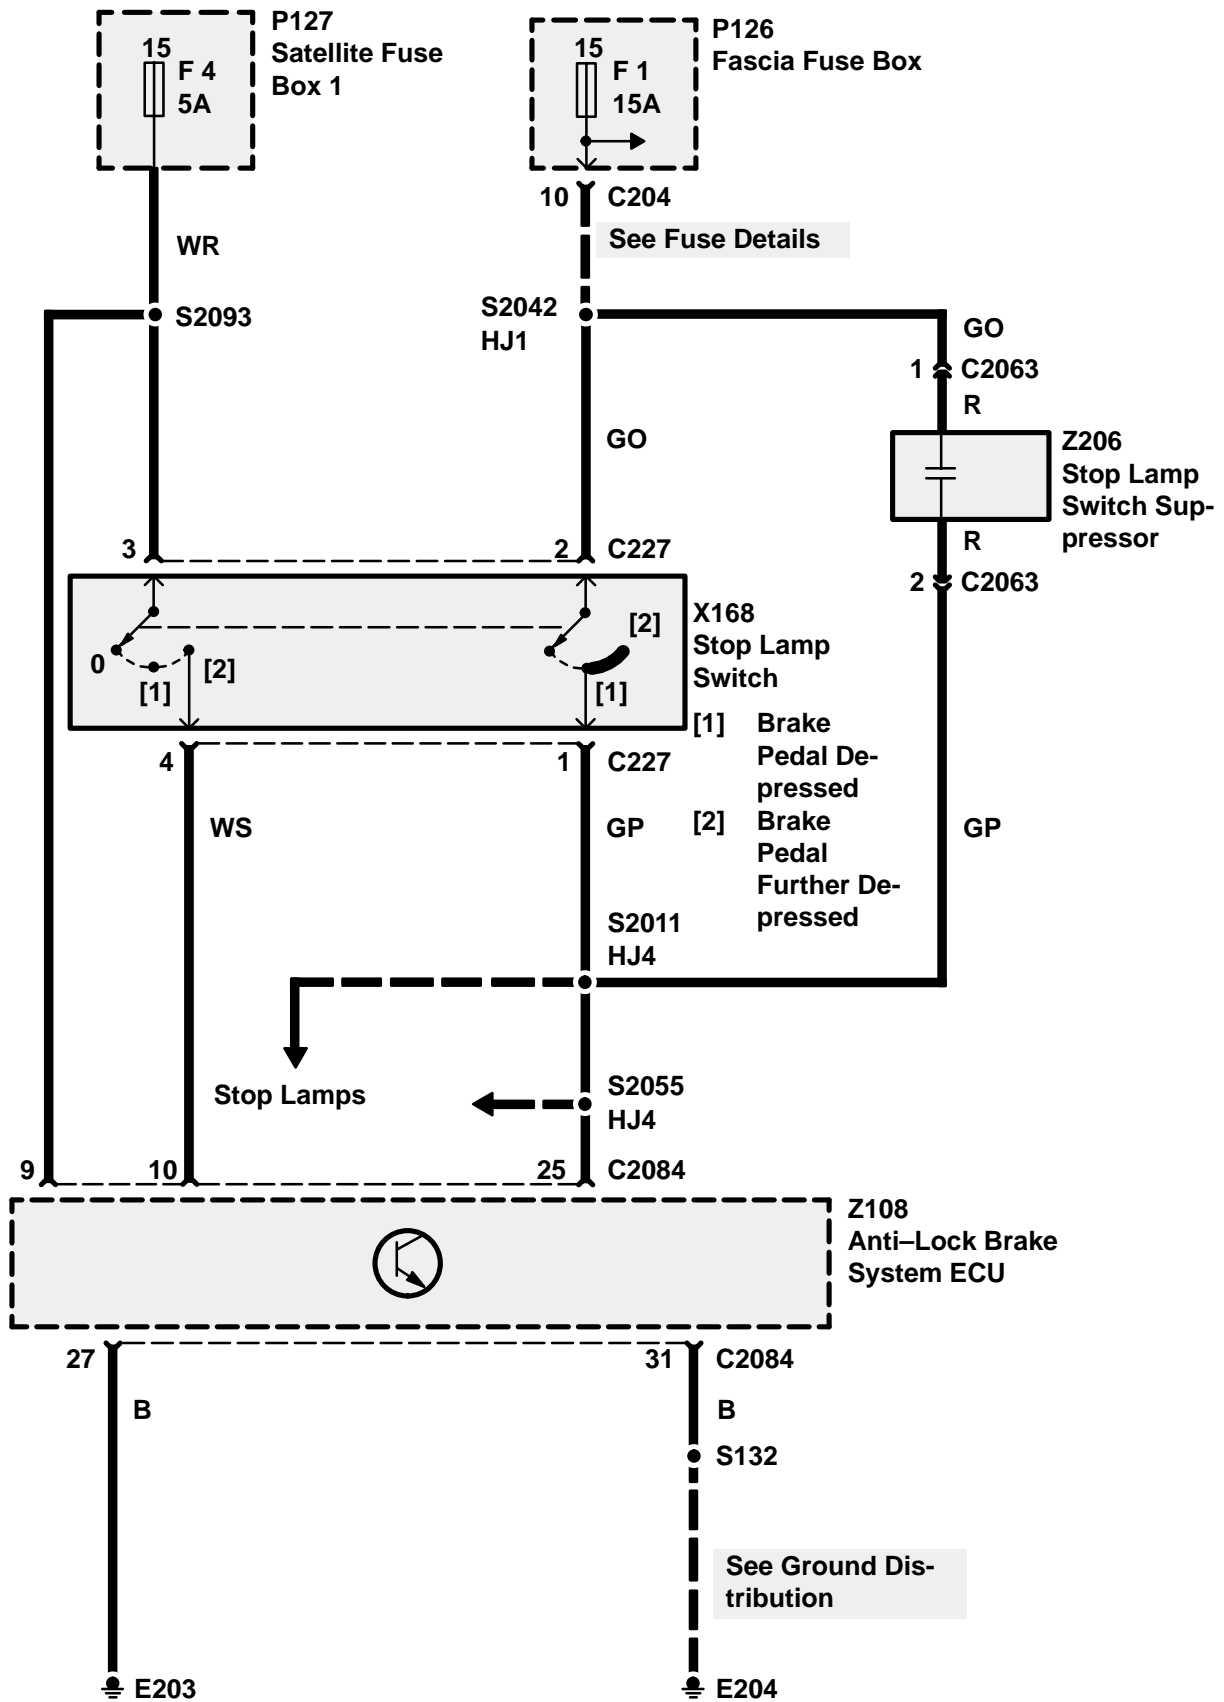 P127
Satellite Fuse
Box 1
15
F 4
5A
P126
Fascia Fuse Box
15
F 1
15A
10
C204
See Fuse Details
WR
S2093
S2042
HJ1
GO
1
C2063
R
GO
Z206
Stop Lamp
Switch Sup-
pressor
R
2
C2063
3
2
C227
0
[1]
[2]
[2]
[1]
X168
Stop Lamp
Switch
[1] Brake
Pedal De-
pressed
[2] Brake
Pedal
Further De-
pressed
4
1
C227
WS
GP
GP
S2011
HJ4
Stop Lamps
S2055
HJ4
9
10
25
C2084
Z108
Anti–Lock Brake
System ECU
27
31
C2084
B
B
S132
See Ground Dis-
tribution
E203
E204